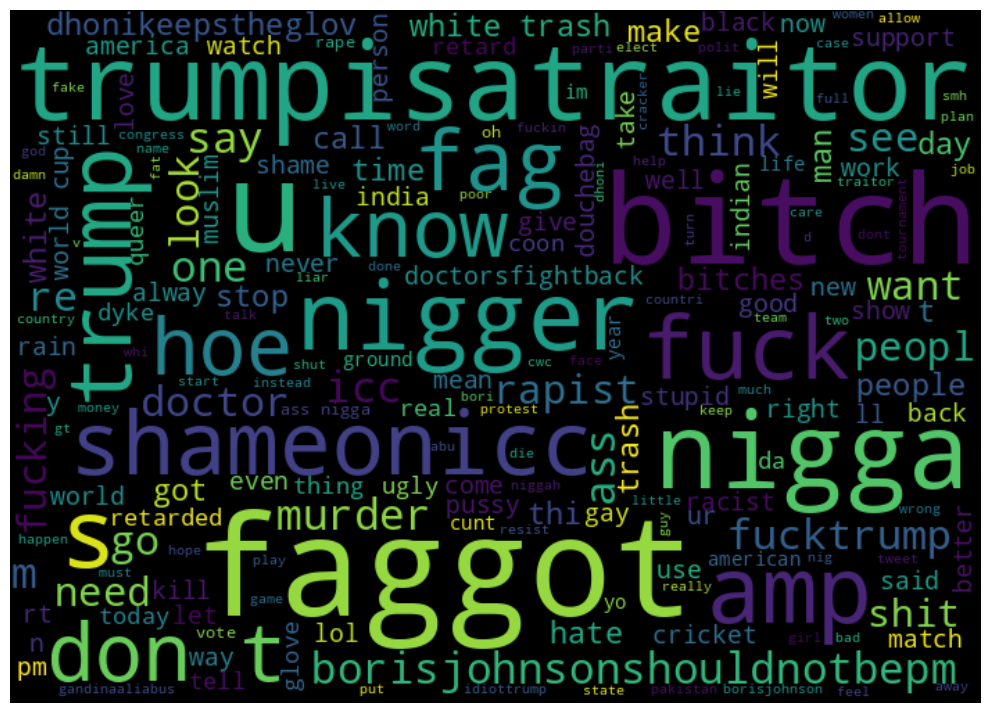 dhonikeepstheglov
white trash
make
black
now
women
allow
america
watch
rape
person
retard
parti
elect
polit
case
support
trumpisatraitor
fake
love
im
lie
will
cracker
full
smh
plan
still
congress
word
oh
fuckin
take
say
call
fag
think
see
day
god
name
shame
time
douchebag
help
life
man
work
job
damn
fat
muslim
live
poor
dhoni
well
indian
traitor
world cup
queer
look
u
india
know
give
coon
bitch
turn
care
d
dont
tournament
white
v
trump
one
never
done
liar
doctorsfightback
bitches
new
want
re
alway
stop
countri
good
show
t
country
dyke
talk
nigger
year
team
two
rain
whi
hoe
ground
cwc
face
fuck
peopl
shut
start
instead
mean
bori
rapist
stupid
much
people
fucking
y
money
doctor
icc
ass nigga
real
protest
trash
keep
right
ll
back
gt
shameonicc
abu
die
ass
nigga
da
world
got
even
thing
ugly
come
niggah
little
racist
wrong
happen
retarded
murder
pussy
cunt
thi
gay
ur
fucktrump
better
s
go
hope
faggot
resist
guy
american
nig
tweet
m
need
kill
must
play
use
really
amp
said
rt
today
let
game
yo
shit
n
vote
lol
hate
cricket
girl
bad
match
pm
don t
way
tell
glove
borisjohnsonshouldnotbepm
gandinaaliabus
put
idiottrump
state
pakistan
borisjohnson
feel
away